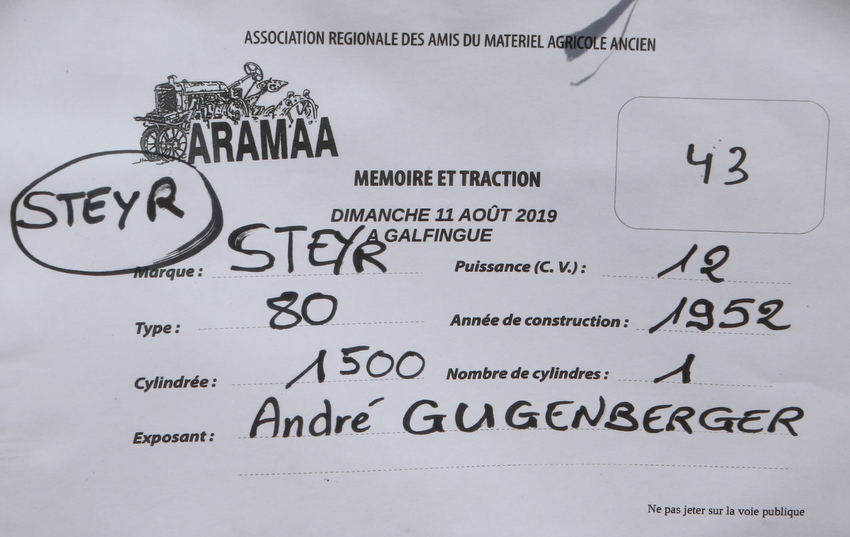 ASSOCIATION REGIONALE DES AMIS DU MATERIEL AGRICOLE ANCIEN
ARAMAA
43
MEMOIRE ET TRACTION
STEYR
DIMANCHE 11 AOÛT 2019
A GALFINGUE
Marque : STEYR Puissance (C. V.) : 12
Type : 80 Année de construction : 1952
Cylindrée : 1500 Nombre de cylindres : 1
Exposant : André GUGENBERGER
Ne pas jeter sur la voie publique